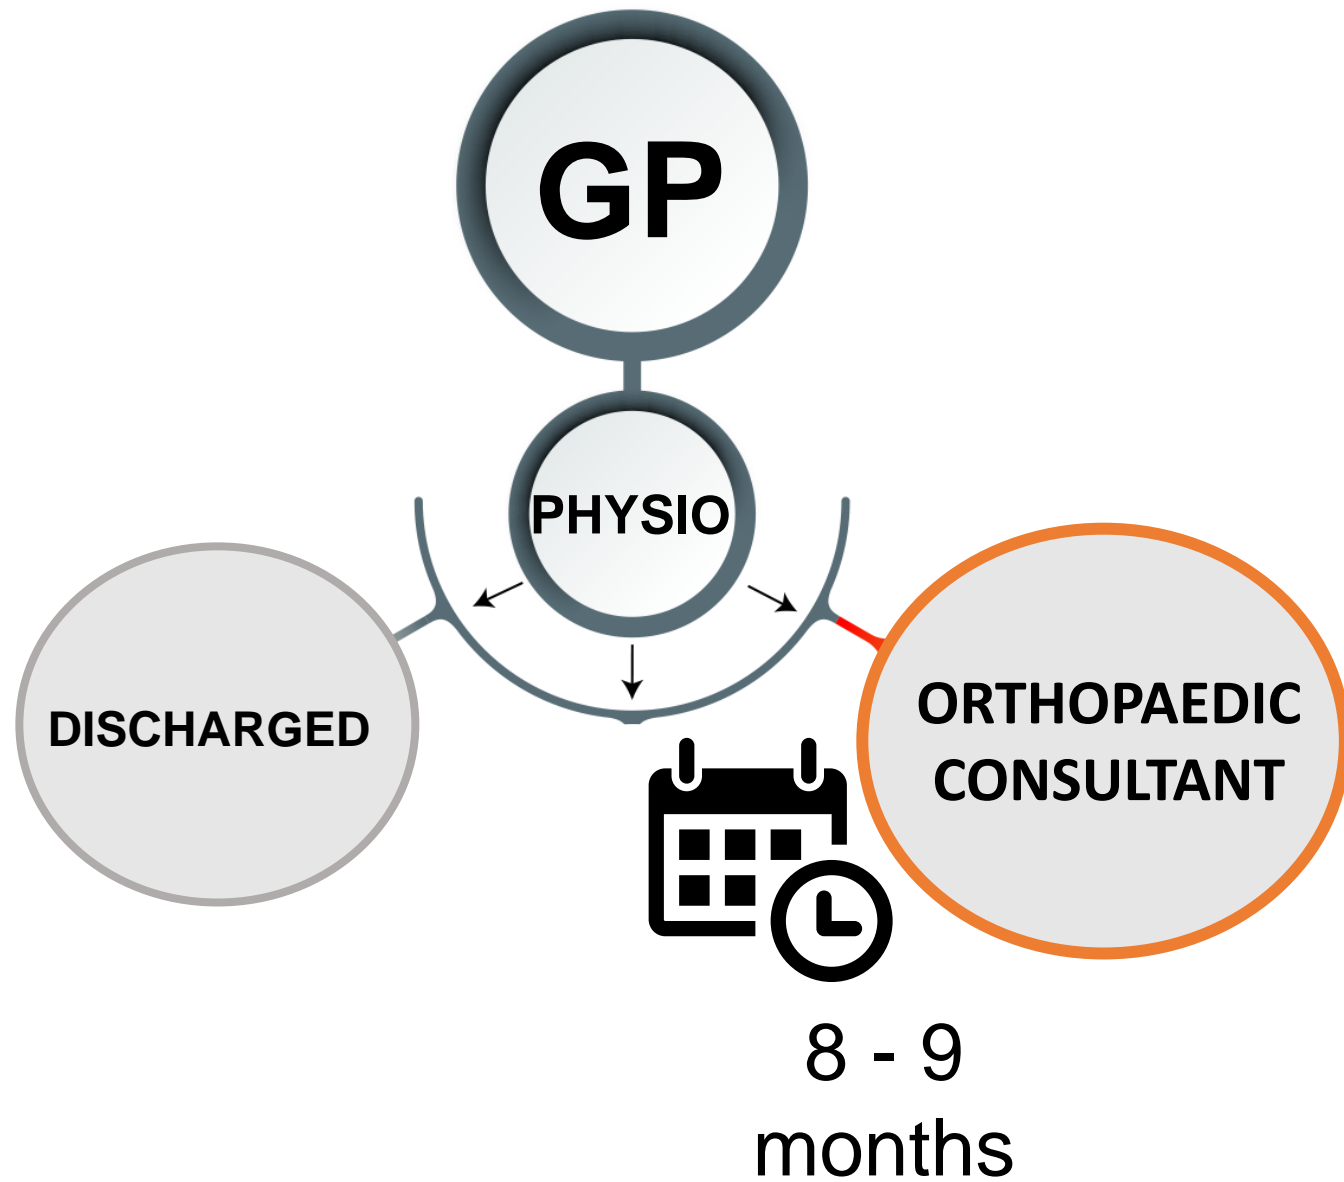 GP
PHYSIO
DISCHARGED
ORTHOPAEDIC
CONSULTANT
8 - 9
months